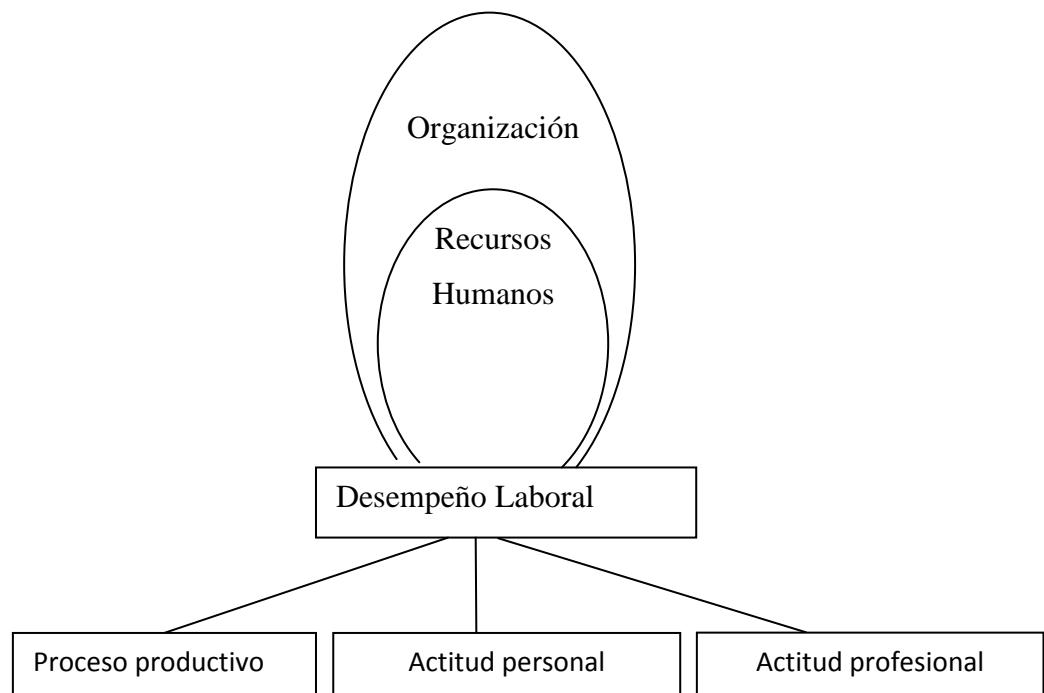 Organización
Recursos
Humanos
Desempeño Laboral
Proceso productivo
Actitud personal
Actitud profesional